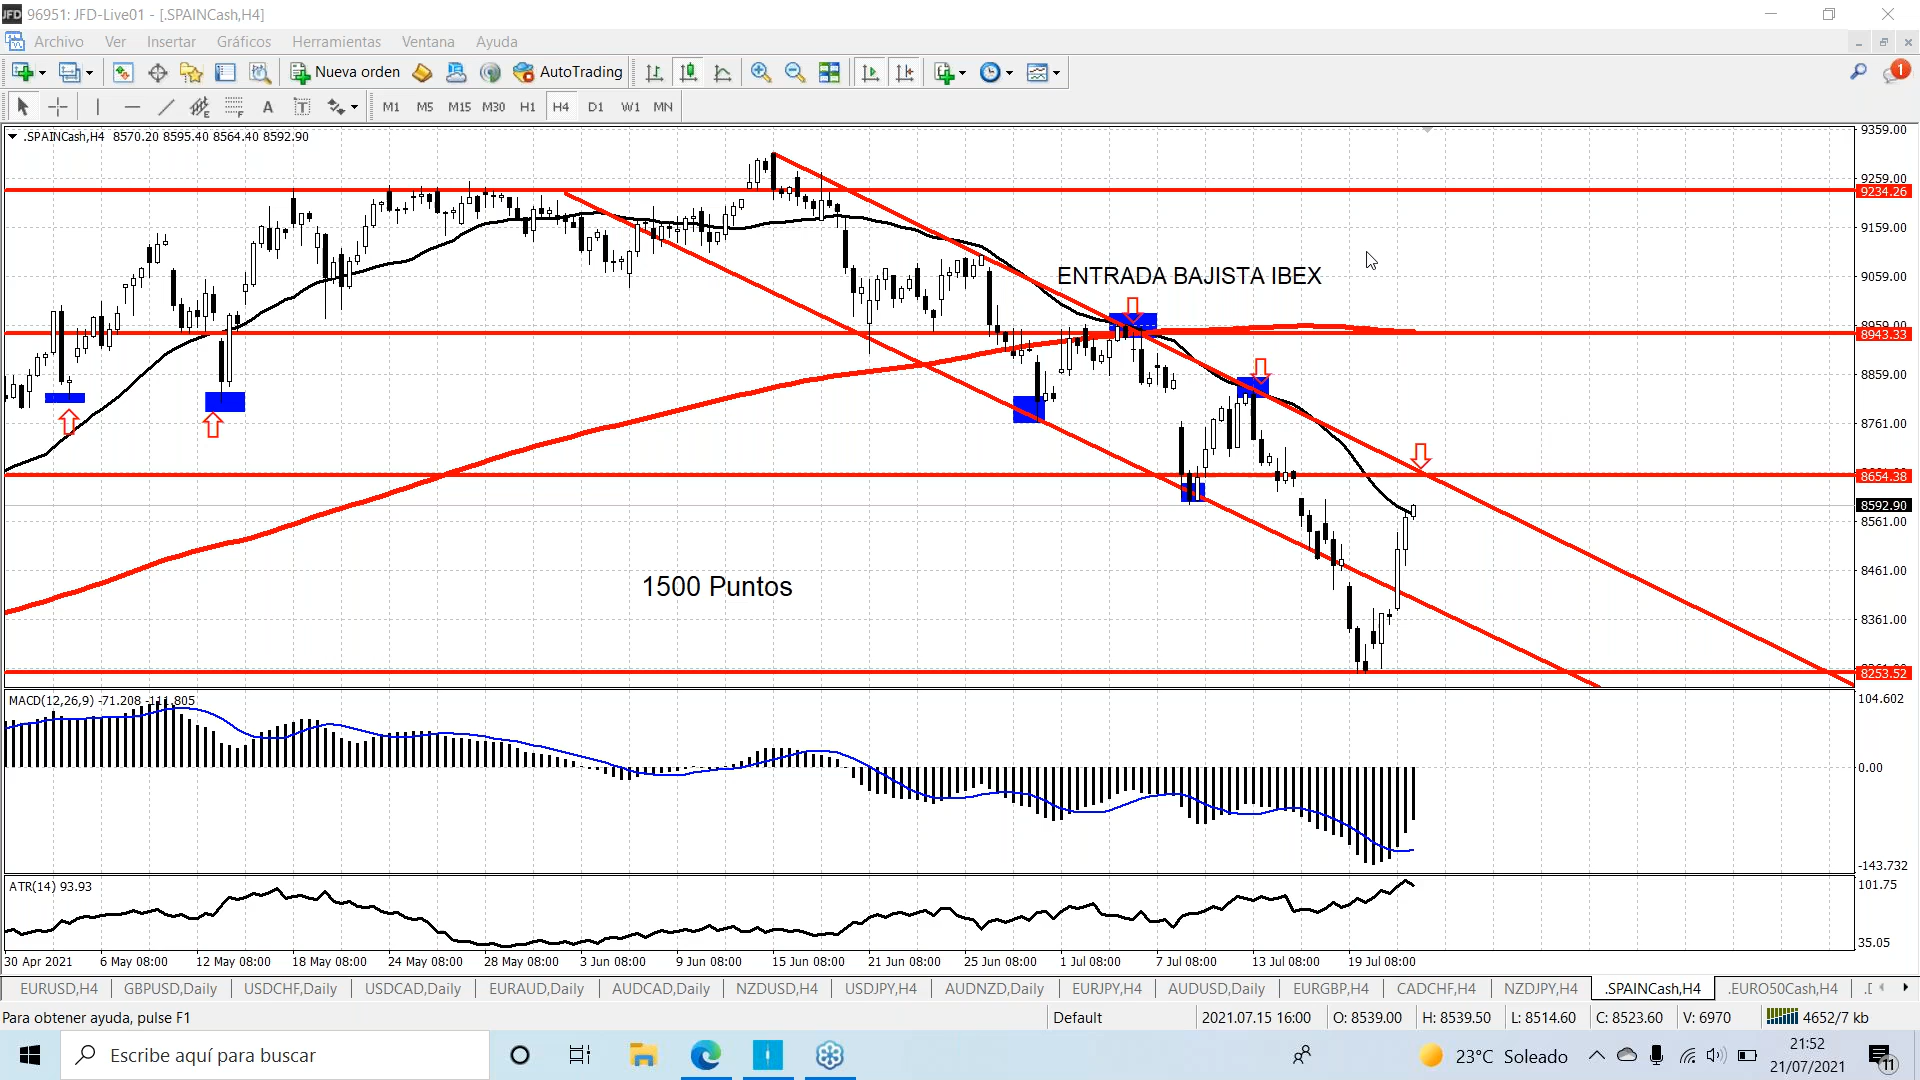 JFD 96951: JFD-Live01 - [.SPAINCash,H4]
Archivo Ver Insertar Gráficos Herramientas Ventana Ayuda
Nueva orden AutoTrading 1
A T M1 M5 M15 M30 H1 H4 D1 W1 MN
.SPAINCash,H4 8570.20 8595.40 8564.40 8592.90
9359.00
9259.00
9234.26
9159.00
9059.00
ENTRADA BAJISTA IBEX
8943.33
8859.00
8761.00
8654.38
8592.90
8561.00
8461.00
1500 Puntos
8361.00
8253.52
MACD(12,26,9) -71.208 -111.805
104.602
0.00
-143.732
ATR(14) 93.93
101.75
35.05
30 Apr 2021 6 May 08:00 12 May 08:00 18 May 08:00 24 May 08:00 28 May 08:00 3 Jun 08:00 9 Jun 08:00 15 Jun 08:00 21 Jun 08:00 25 Jun 08:00 1 Jul 08:00 7 Jul 08:00 13 Jul 08:00 19 Jul 08:00
EURUSD,H4 GBPUSD,Daily USDCHF,Daily USDCAD,Daily EURAUD,Daily AUDCAD,Daily NZDUSD,H4 USDJPY,H4 AUDNZD,Daily EURJPY,H4 AUDUSD,Daily EURGBP,H4 CADCHF,H4 NZDJPY,H4 .SPAINCash,H4 .EURO50Cash,H4
Para obtener ayuda, pulse F1 Default 2021.07.15 16:00 O: 8539.00 H: 8539.50 L: 8514.60 C: 8523.60 V: 6970 4652/7 kb
Escribe aquí para buscar 23°C Soleado 21:52
21/07/2021 11